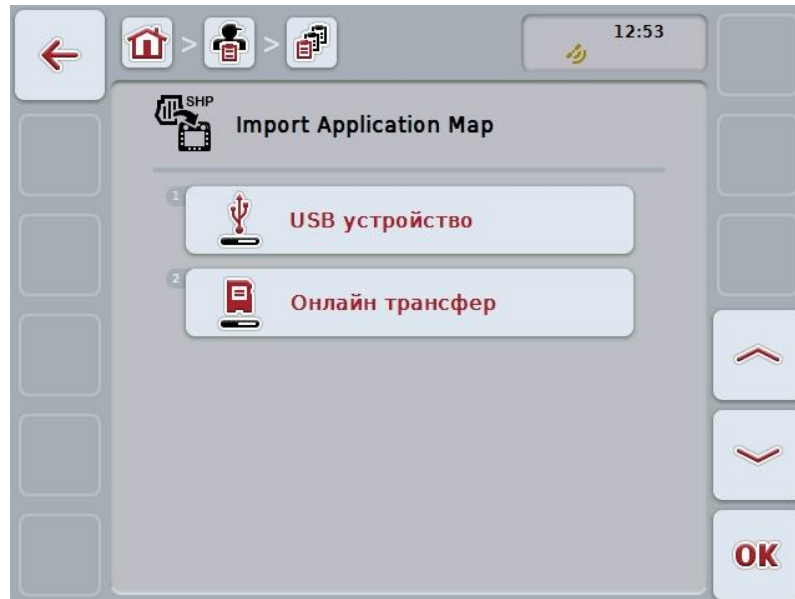 12:53
SHP
Import Application Map
1
USB устройство
2
Онлайн трансфер
OK